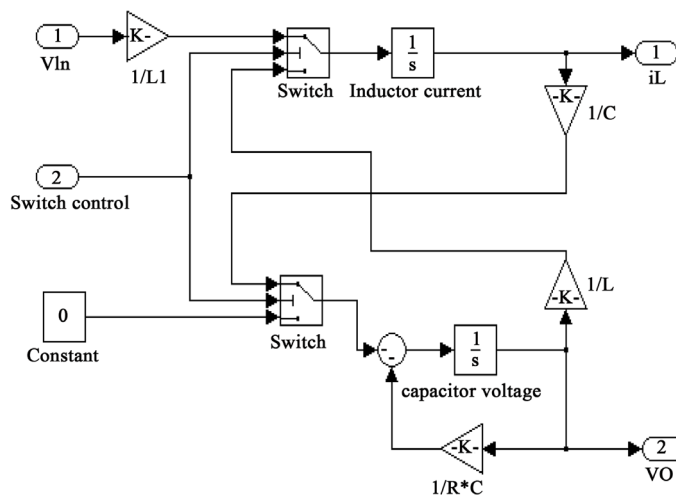 1
VIn
K-
1/L1
Switch
1
s
Inductor current
1
iL
-K-
1/C
2
Switch control
0
Constant
Switch
-
-
1
s
capacitor voltage
-K-
1/L
-K-
1/R*C
2
VO